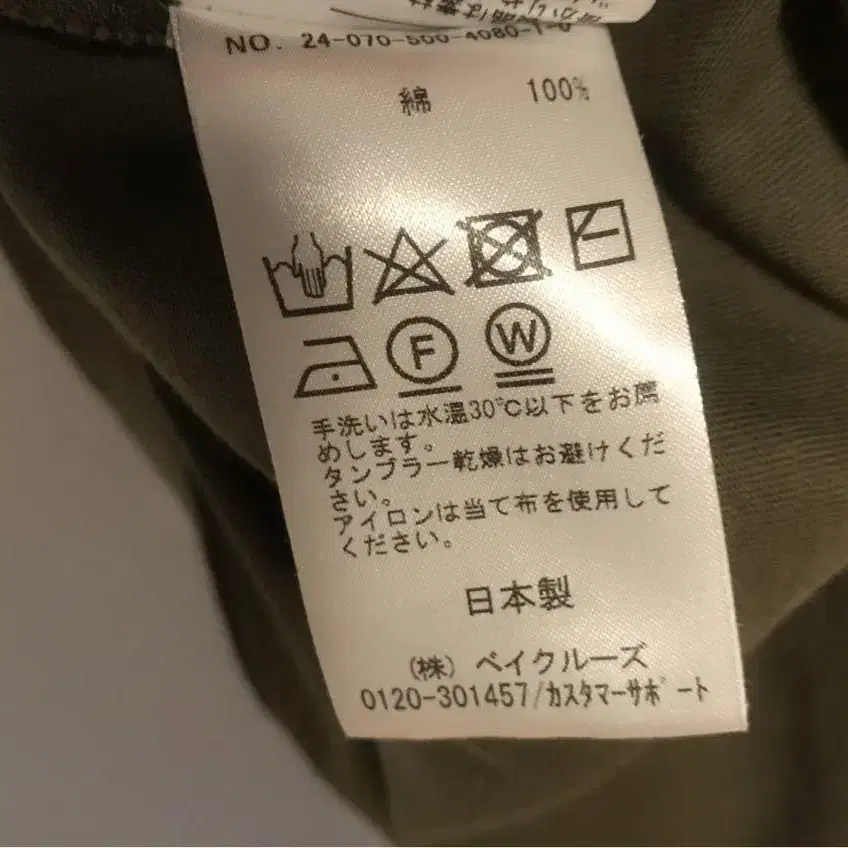 NO. 24-070-500-4080-1-0
綿 100%
F W
手洗いは水温30℃以下をお薦
めします。
タンブラー乾燥はお避けくだ
さい。
アイロンは当て布を使用して
ください。
日本製
(株) ベイクルーズ
0120-301457/カスタマーサポート